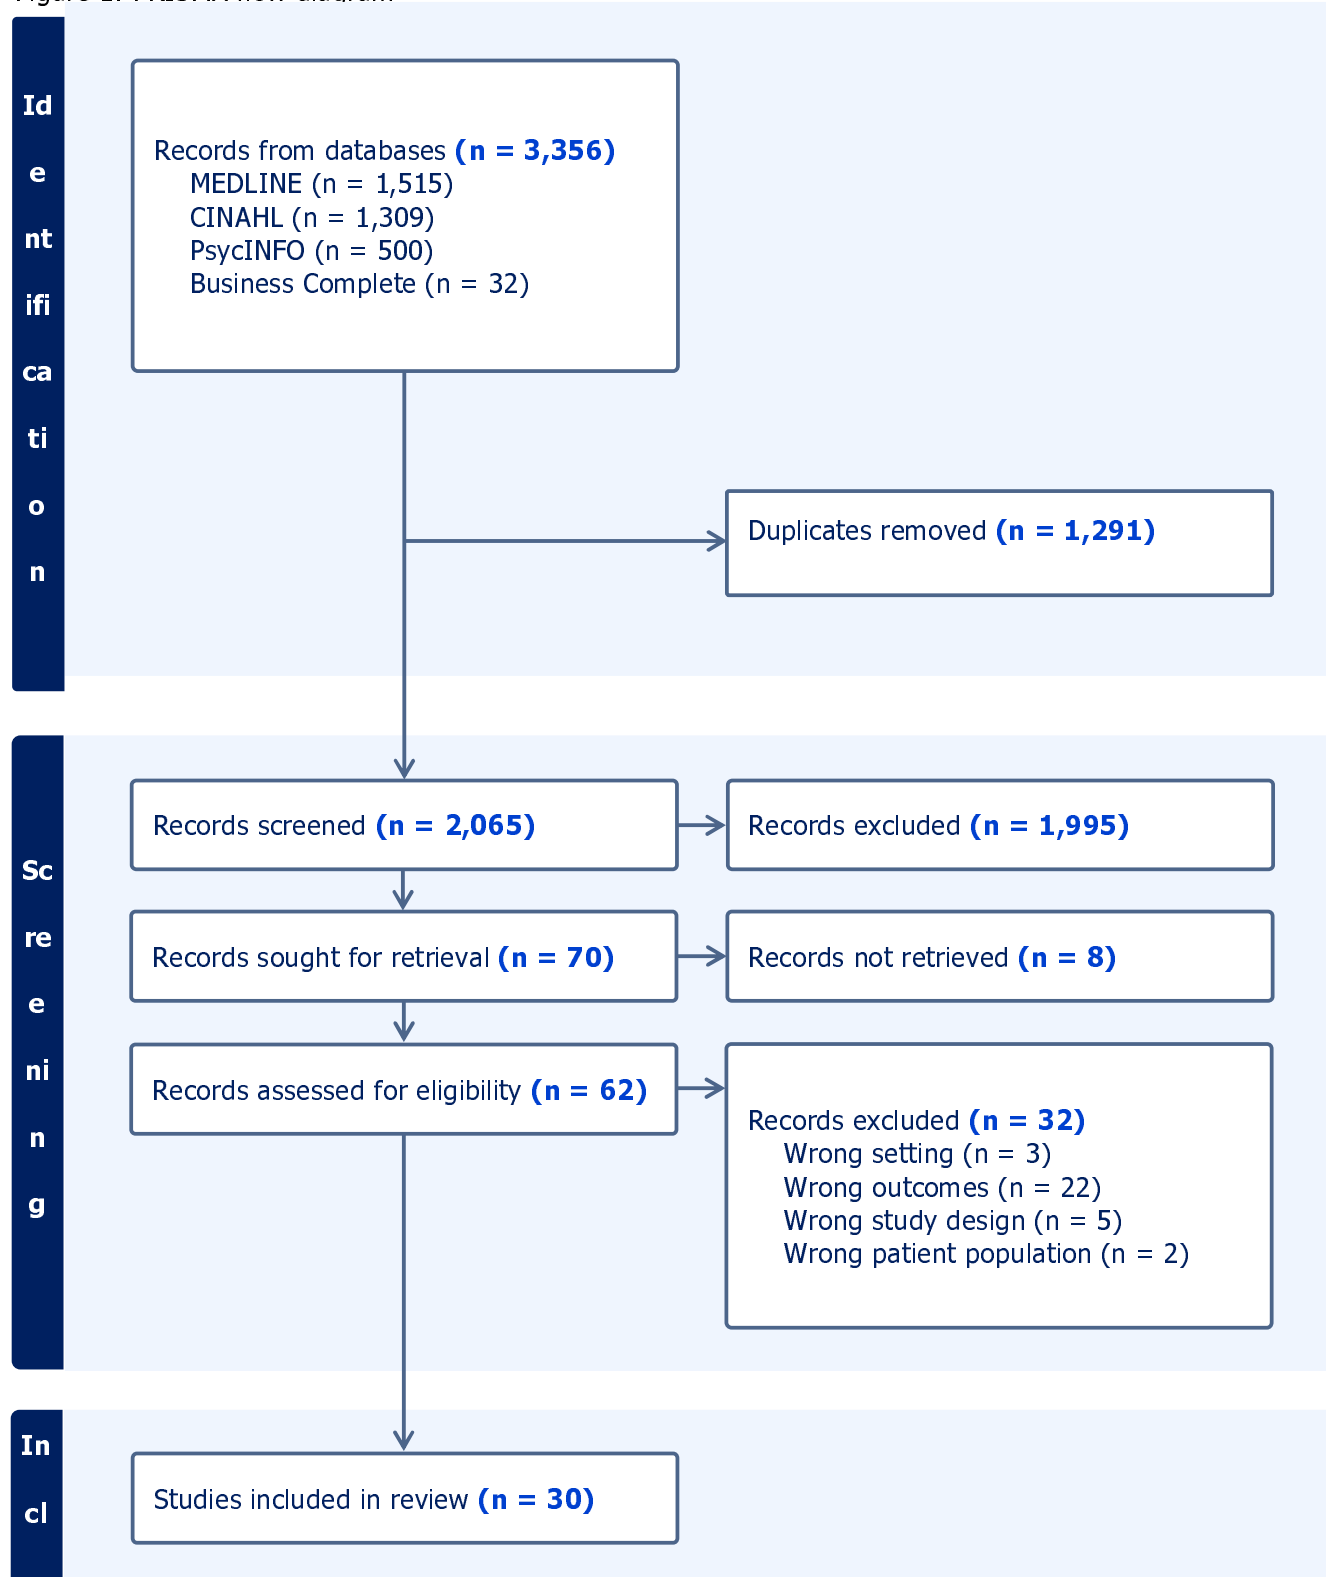 Id
e
nt
ifi
ca
ti
o
n
Records from databases (n = 3,356)
MEDLINE (n = 1,515)
CINAHL (n = 1,309)
PsycINFO (n = 500)
Business Complete (n = 32)
Duplicates removed (n = 1,291)
Sc
re
e
ni
n
g
Records screened (n = 2,065)
Records excluded (n = 1,995)
Records sought for retrieval (n = 70)
Records not retrieved (n = 8)
Records assessed for eligibility (n = 62)
Records excluded (n = 32)
Wrong setting (n = 3)
Wrong outcomes (n = 22)
Wrong study design (n = 5)
Wrong patient population (n = 2)
In
cl
Studies included in review (n = 30)